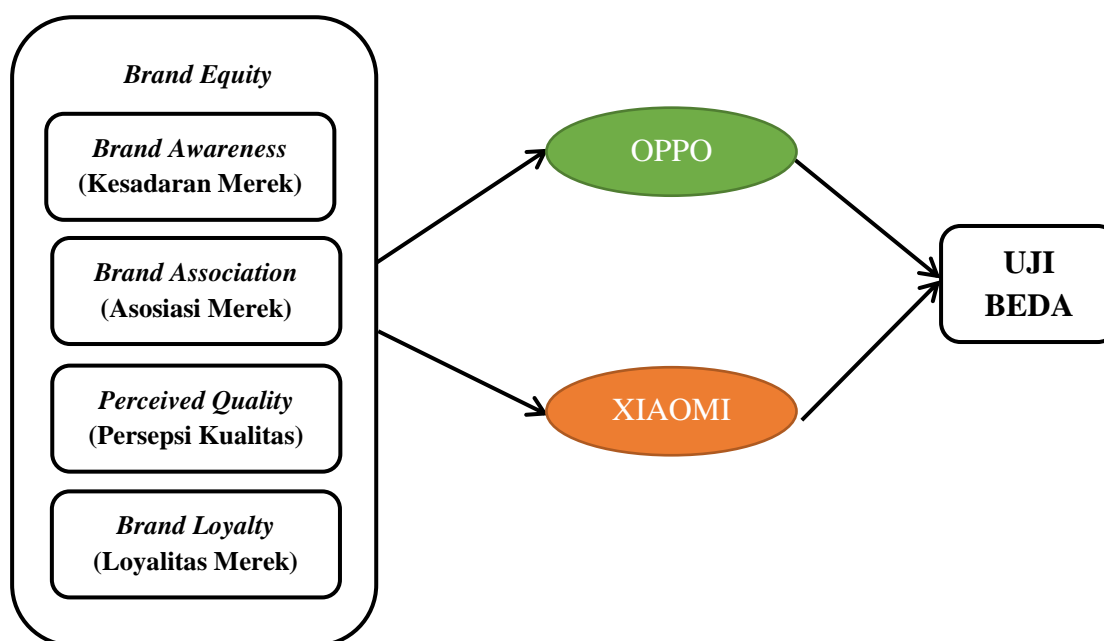 Brand Equity
Brand Awareness
(Kesadaran Merek)
Brand Association
(Asosiasi Merek)
Perceived Quality
(Persepsi Kualitas)
Brand Loyalty
(Loyalitas Merek)
OPPO
XIAOMI
UJI
BEDA